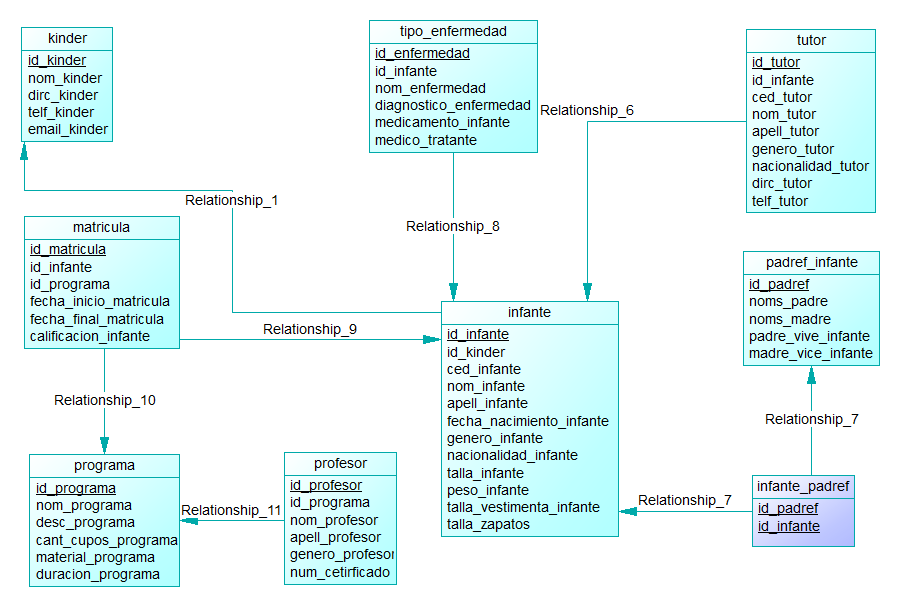 kinder
id_kinder
nom_kinder
dirc_kinder
telf_kinder
email_kinder
tipo_enfermedad
id_enfermedad
id_infante
nom_enfermedad
diagnostico_enfermedad
medicamento_infante
medico_tratante
tutor
id_tutor
id_infante
ced_tutor
nom_tutor
apell_tutor
genero_tutor
nacionalidad_tutor
dirc_tutor
telf_tutor
Relationship_6
Relationship_1
Relationship_8
matricula
id_matricula
id_infante
id_programa
fecha_inicio_matricula
fecha_final_matricula
calificacion_infante
padref_infante
id_padref
noms_padre
noms_madre
padre_vive_infante
madre_vice_infante
Relationship_9
infante
id_infante
id_kinder
ced_infante
nom_infante
apell_infante
fecha_nacimiento_infante
genero_infante
nacionalidad_infante
talla_infante
peso_infante
talla_vestimenta_infante
talla_zapatos
Relationship_10
Relationship_7
programa
id_programa
nom_programa
desc_programa
cant_cupos_programa
material_programa
duracion_programa
Relationship_11
profesor
id_profesor
id_programa
nom_profesor
apell_profesor
genero_profesor
num_cetirficado
Relationship_7
infante_padref
id_padref
id_infante